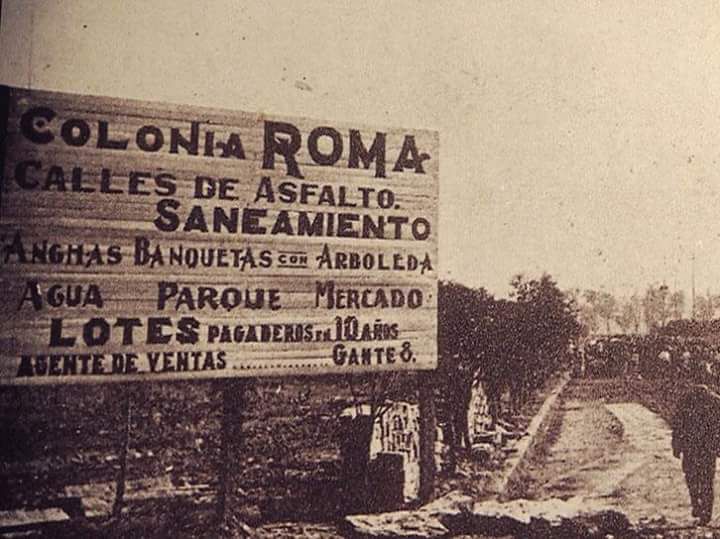 COLONIA ROMA
CALLES DE ASFALTO.
SANEAMIENTO
ANCHAS BANQUETAS CON ARBOLEDA
AGUA PARQUE MERCADO
LOTES PAGADEROS EN 10 AÑOS
AGENTE DE VENTAS.............. GANTE 8.